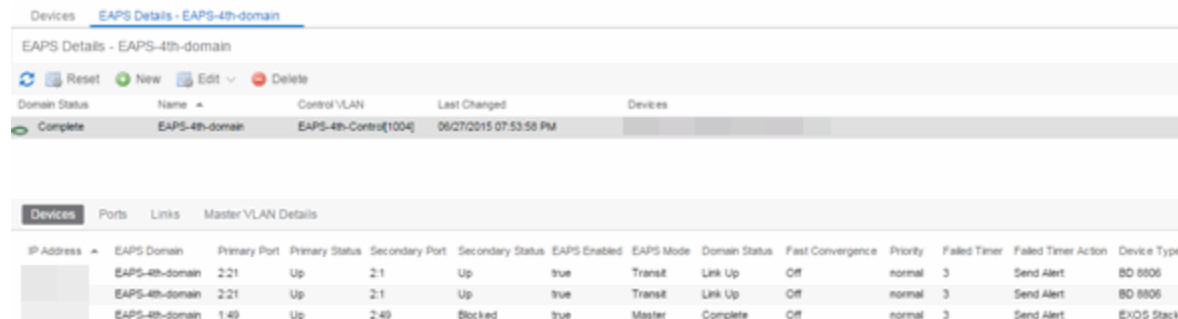 Devices EAPS Details - EAPS-4th-domain
EAPS Details - EAPS-4th-domain
Reset New Edit Delete
Domain Status Name Control VLAN Last Changed Devices
Complete EAPS-4th-domain EAPS-4th-Control[1004] 06/27/2015 07:53:58 PM
Devices Ports Links Master VLAN Details
IP Address EAPS Domain Primary Port Primary Status Secondary Port Secondary Status EAPS Enabled EAPS Mode Domain Status Fast Convergence Priority Failed Timer Failed Timer Action Device Type
EAPS-4th-domain 2:21 Up 2:1 Up true Transit Link Up Off normal 3 Send Alert BD 8806
EAPS-4th-domain 2:21 Up 2:1 Up true Transit Link Up Off normal 3 Send Alert BD 8806
EAPS-4th-domain 1:49 Up 2:49 Blocked true Master Complete Off normal 3 Send Alert EXOS Stack